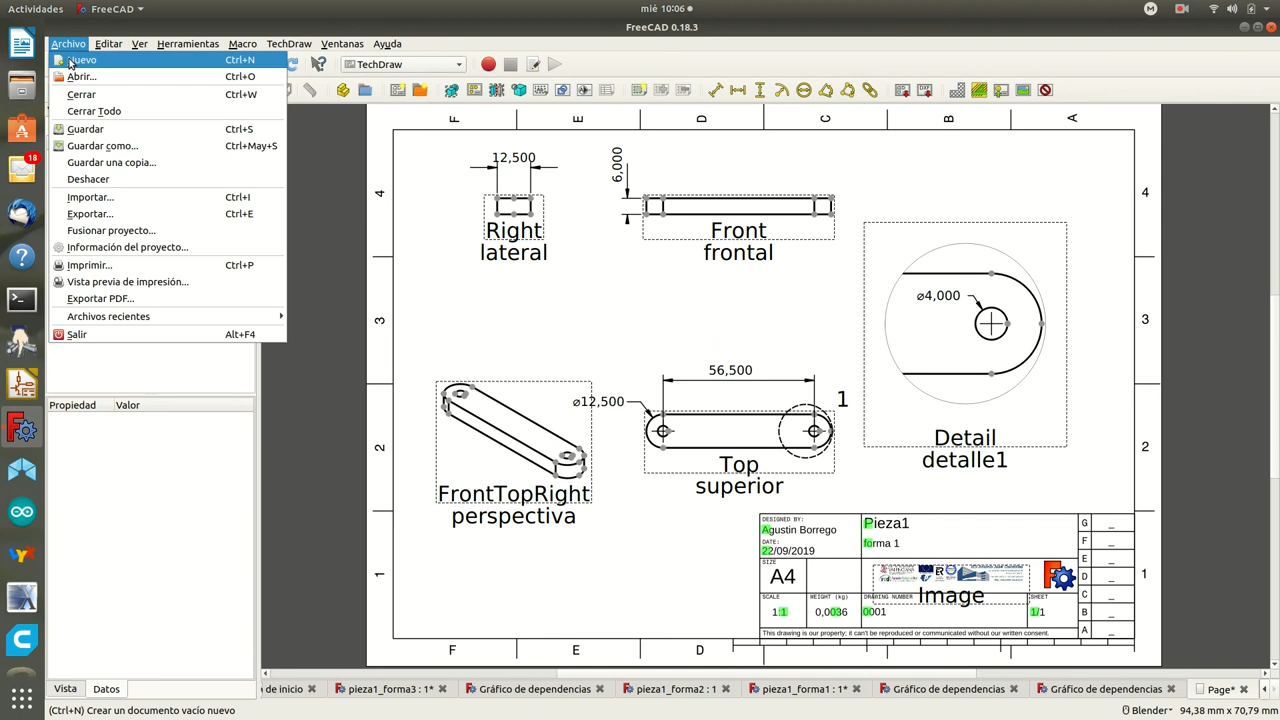 Actividades
FreeCAD
mié 10:06
FreeCAD 0.18.3
Archivo Editar Ver Herramientas Macro TechDraw Ventanas Ayuda
Nuevo Ctrl+N
Abrir... Ctrl+O
Cerrar Ctrl+W
Cerrar Todo
Guardar Ctrl+S
Guardar como... Ctrl+May+S
Guardar una copia...
Deshacer
Importar... Ctrl+I
Exportar... Ctrl+E
Fusionar proyecto...
Información del proyecto...
Imprimir... Ctrl+P
Vista previa de impresión...
Exportar PDF...
Archivos recientes
Salir Alt+F4
TechDraw
18
Propiedad Valor
Vista Datos
F E D C B A
4 4
3 3
2 2
1 1
F E D
12,500
Right
lateral
6,000
Front
frontal
⌀4,000
Detail
detalle1
FrontTopRight
perspectiva
56,500
⌀12,500
1
Top
superior
DESIGNED BY:
Agustin Borrego
DATE:
22/09/2019
Pieza1
forma 1
SIZE
A4
Image
SCALE
1:1
WEIGHT (kg)
0,0036
DRAWING NUMBER
0001
SHEET
1/1
This drawing is our property; it can't be reproduced or communicated without our written consent.
G _
F _
E _
D _
C _
B _
A _
de inicio
pieza1_forma3 : 1*
Gráfico de dependencias
pieza1_forma2 : 1
pieza1_forma1 : 1*
Gráfico de dependencias
Gráfico de dependencias
Page*
(Ctrl+N) Crear un documento vacío nuevo
Blender
94,38 mm x 70,79 mm